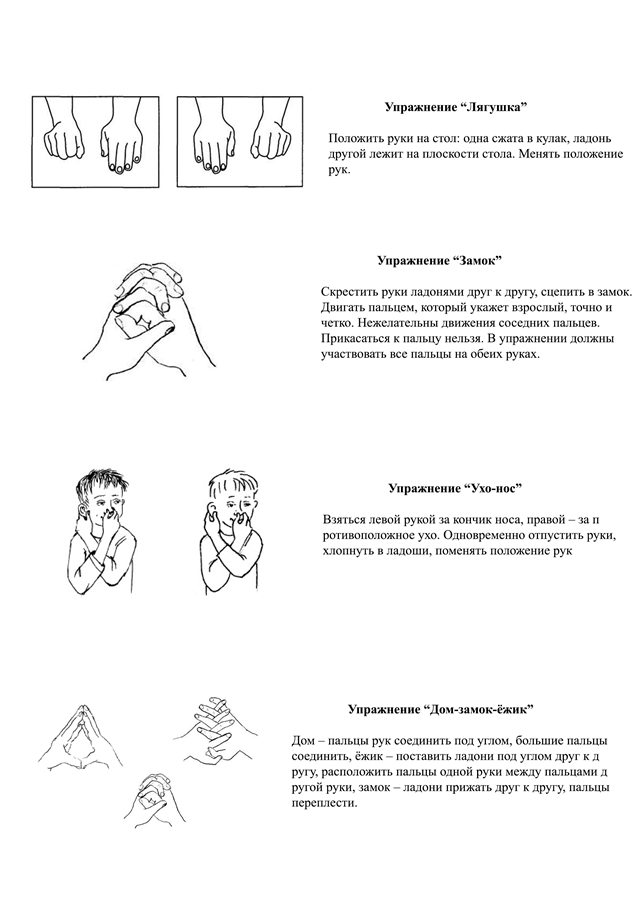 Упражнение “Лягушка”
Положить руки на стол: одна сжата в кулак, ладонь
другой лежит на плоскости стола. Менять положение
рук.
Упражнение “Замок”
Скрестить руки ладонями друг к другу, сцепить в замок.
Двигать пальцем, который укажет взрослый, точно и
четко. Нежелательны движения соседних пальцев.
Прикасаться к пальцу нельзя. В упражнении должны
участвовать все пальцы на обеих руках.
Упражнение “Ухо-нос”
Взяться левой рукой за кончик носа, правой – за п
ротивоположное ухо. Одновременно отпустить руки,
хлопнуть в ладоши, поменять положение рук
Упражнение “Дом-замок-ёжик”
Дом – пальцы рук соединить под углом, большие пальцы
соединить, ёжик – поставить ладони под углом друг к д
ругу, расположить пальцы одной руки между пальцами д
ругой руки, замок – ладони прижать друг к другу, пальцы
переплести.